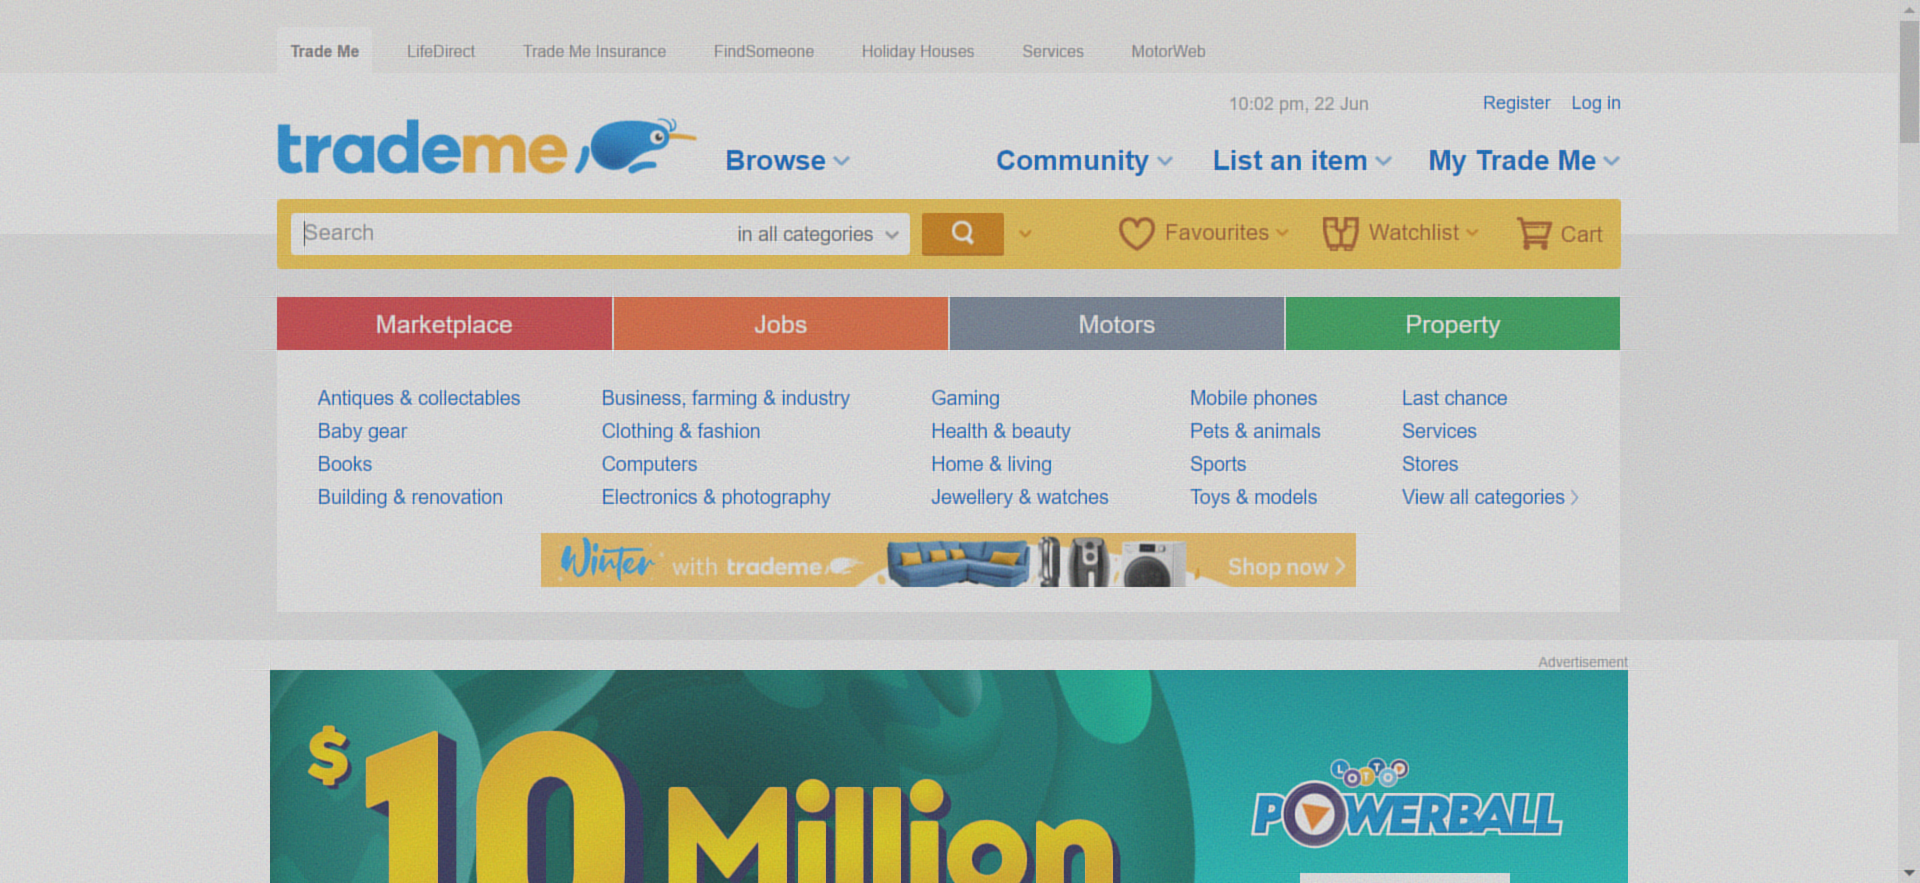 Trade Me LifeDirect Trade Me Insurance FindSomeone Holiday Houses Services MotorWeb
10:02 pm, 22 Jun Register Log in
trademe Browse Community List an item My Trade Me
Search in all categories Favourites Watchlist Cart
Marketplace Jobs Motors Property
Antiques & collectables Business, farming & industry Gaming Mobile phones Last chance
Baby gear Clothing & fashion Health & beauty Pets & animals Services
Books Computers Home & living Sports Stores
Building & renovation Electronics & photography Jewellery & watches Toys & models View all categories
Winter with trademe Shop now
Advertisement
$10 Million
LOTTO
POWERBALL